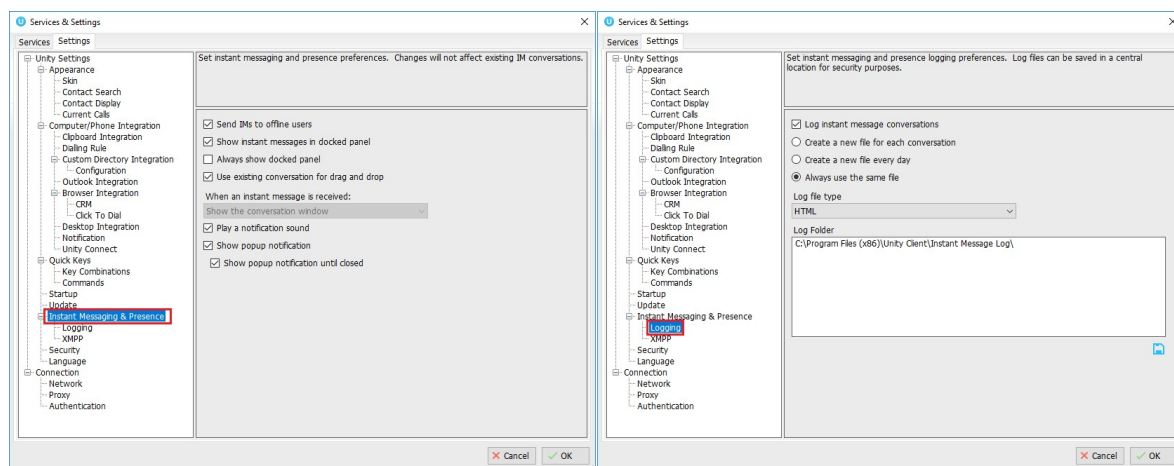 Services & Settings
Services Settings
Unity Settings
Appearance
Skin
Contact Search
Contact Display
Current Calls
Computer/Phone Integration
Clipboard Integration
Dialling Rule
Custom Directory Integration
Configuration
Outlook Integration
Browser Integration
CRM
Click To Dial
Desktop Integration
Notification
Unity Connect
Quick Keys
Key Combinations
Commands
Startup
Update
Instant Messaging & Presence
Logging
XMPP
Security
Language
Connection
Network
Proxy
Authentication
Set instant messaging and presence preferences. Changes will not affect existing IM conversations.
Send IMs to offline users
Show instant messages in docked panel
Always show docked panel
Use existing conversation for drag and drop
When an instant message is received:
Show the conversation window
Play a notification sound
Show popup notification
Show popup notification until closed
Cancel OK
Services & Settings
Services Settings
Unity Settings
Appearance
Skin
Contact Search
Contact Display
Current Calls
Computer/Phone Integration
Clipboard Integration
Dialling Rule
Custom Directory Integration
Configuration
Outlook Integration
Browser Integration
CRM
Click To Dial
Desktop Integration
Notification
Unity Connect
Quick Keys
Key Combinations
Commands
Startup
Update
Instant Messaging & Presence
Logging
XMPP
Security
Language
Connection
Network
Proxy
Authentication
Set instant messaging and presence logging preferences. Log files can be saved in a central
location for security purposes.
Log instant message conversations
Create a new file for each conversation
Create a new file every day
Always use the same file
Log file type
HTML
Log Folder
C:\Program Files (x86)\Unity Client\Instant Message Log\
Cancel OK